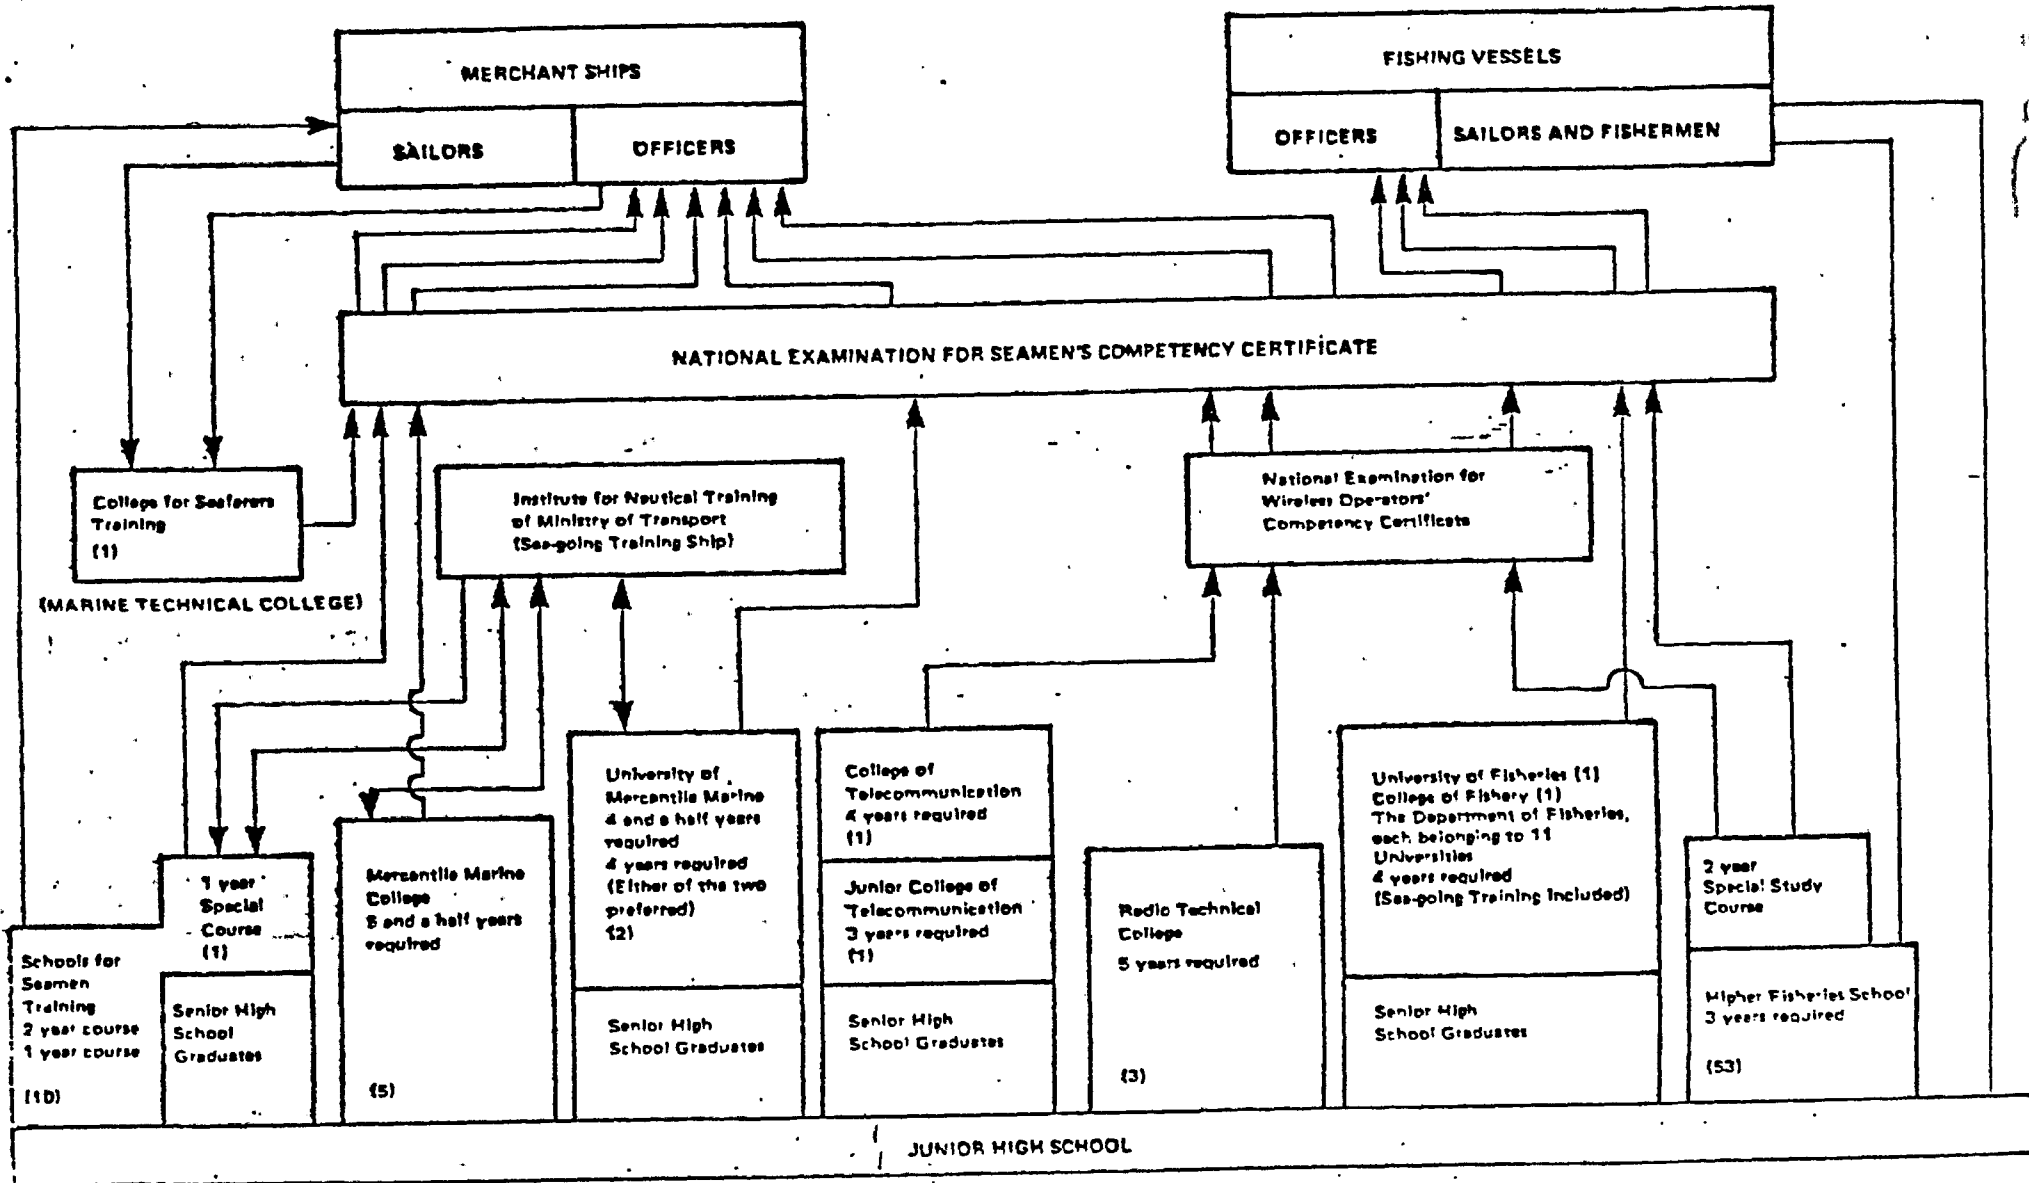 MERCHANT SHIPS
SAILORS
OFFICERS
FISHING VESSELS
OFFICERS
SAILORS AND FISHERMEN
NATIONAL EXAMINATION FOR SEAMEN'S COMPETENCY CERTIFICATE
College for Seafarers
Training
(1)
(MARINE TECHNICAL COLLEGE)
Institute for Nautical Training
of Ministry of Transport
(Sea-going Training Ship)
National Examination for
Wireless Operators'
Competency Certificate
Schools for
Seamen
Training
2 year course
1 year course
(10)
1 year
Special
Course
(1)
Senior High
School
Graduates
Mercantile Marine
College
5 and a half years
required
(5)
University of
Mercantile Marine
4 and a half years
required
4 years required
(Either of the two
preferred)
(2)
Senior High
School Graduates
College of
Telecommunication
4 years required
(1)
Junior College of
Telecommunication
3 years required
(1)
Senior High
School Graduates
Radio Technical
College
5 years required
(3)
University of Fisheries (1)
College of Fishery (1)
The Department of Fisheries,
each belonging to 11
Universities
4 years required
(Sea-going Training Included)
Senior High
School Graduates
2 year
Special Study
Course
Higher Fisheries School
3 years required
(53)
JUNIOR HIGH SCHOOL